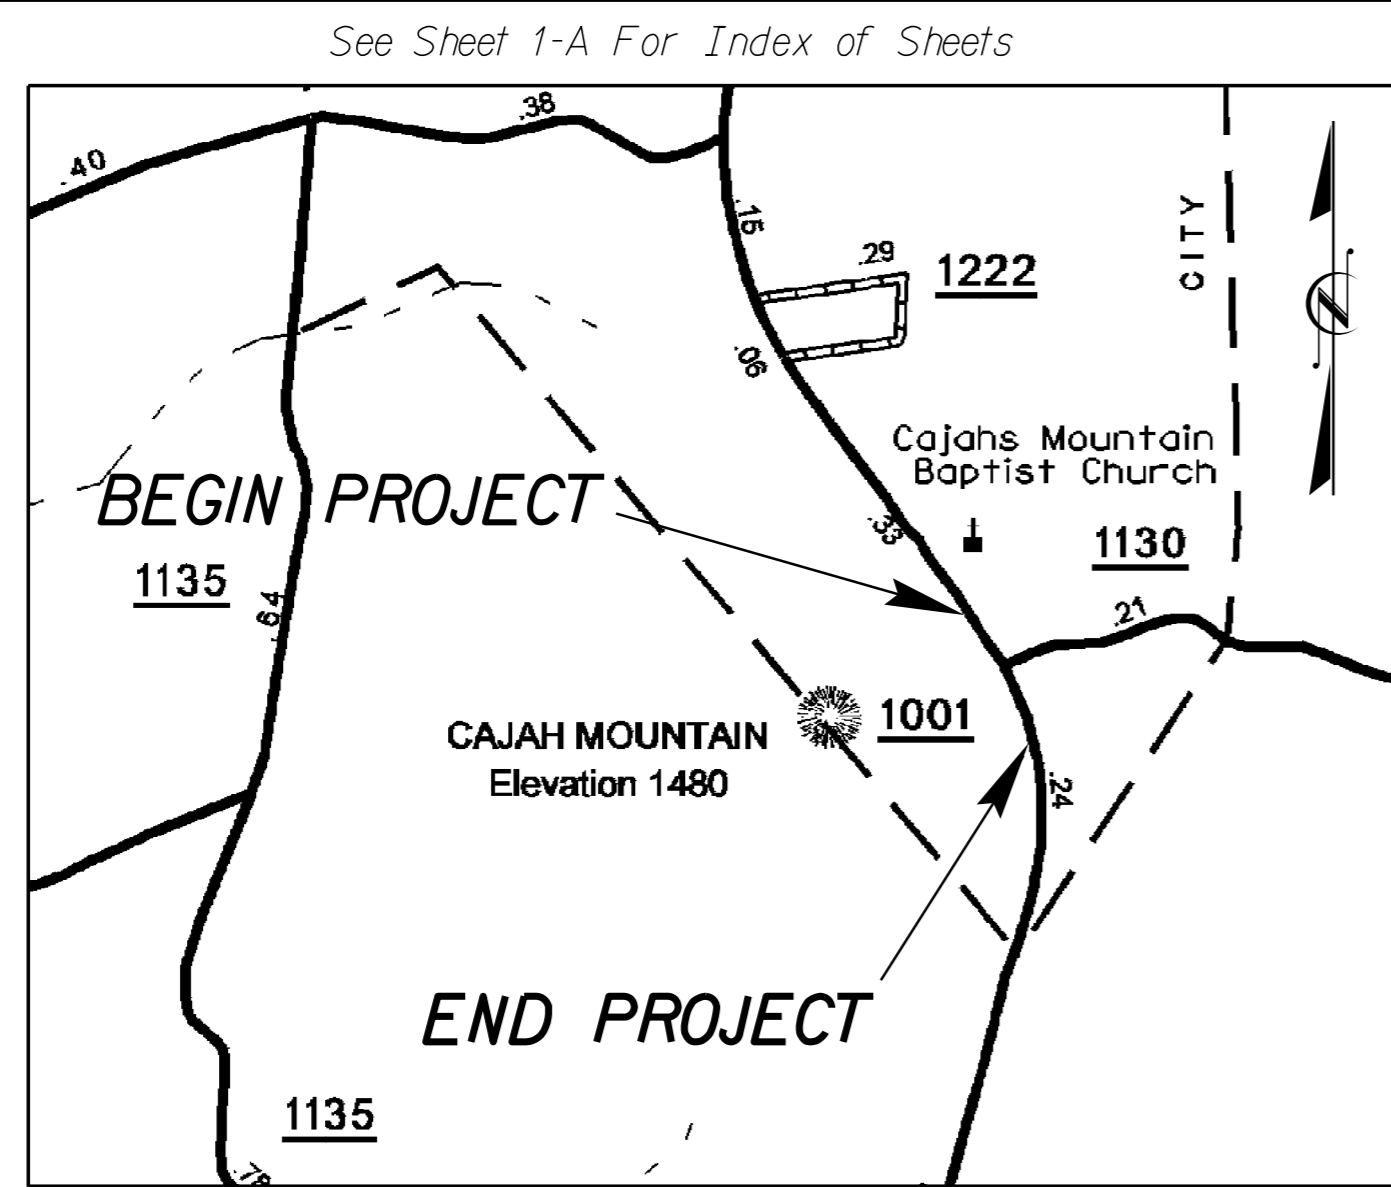 See Sheet 1-A For Index of Sheets
.38
.40
.15
CITY
.29
1222
.06
Cajahs Mountain
Baptist Church
BEGIN PROJECT
.33
1130
1135
.64
.21
1001
CAJAH MOUNTAIN
Elevation 1480
.24
END PROJECT
1135
.78
N